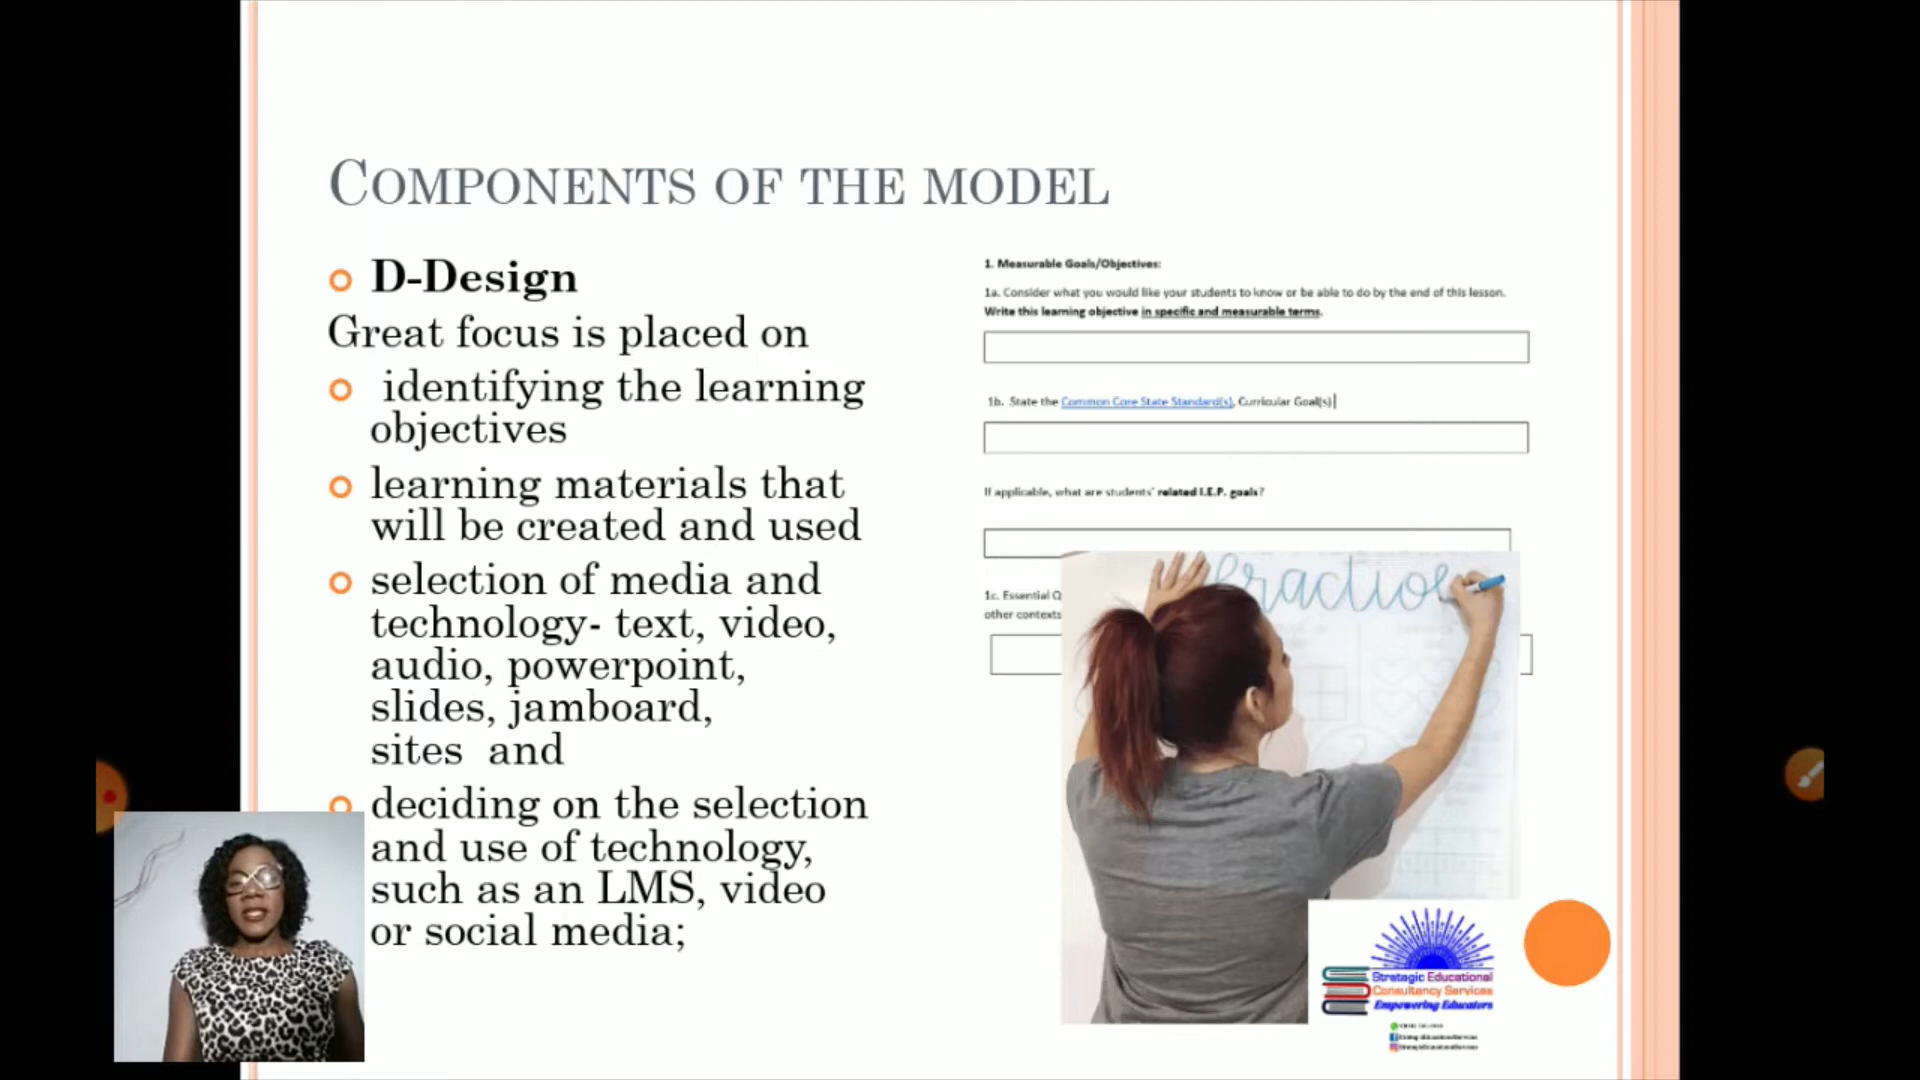 COMPONENTS OF THE MODEL
D-Design
Great focus is placed on
identifying the learning
objectives
learning materials that
will be created and used
selection of media and
technology- text, video,
audio, powerpoint,
slides, jamboard,
sites and
deciding on the selection
and use of technology,
such as an LMS, video
or social media;
1. Measurable Goals/Objectives:
1a. Consider what you would like your students to know or be able to do by the end of this lesson.
Write this learning objective in specific and measurable terms.
1b. State the Common Core State Standard(s), Curricular Goal(s)
If applicable, what are students' related I.E.P. goals?
1c. Essential Q
other contexts
fractio
Strategic Educational
Consultancy Services
Empowering Educators